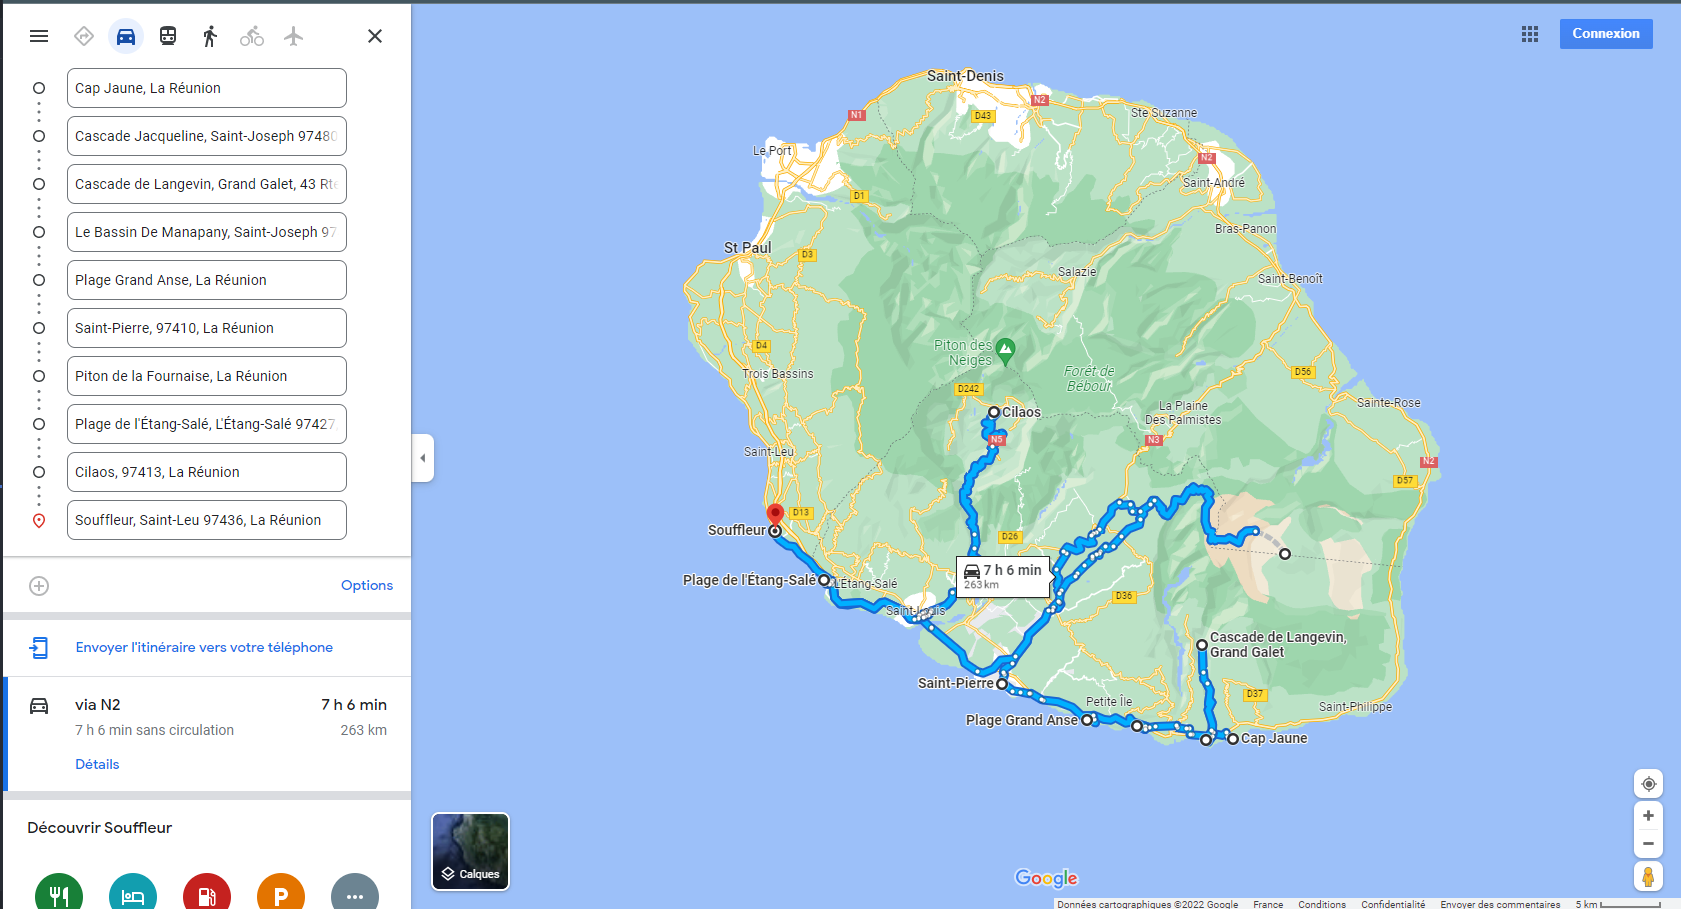 Cap Jaune, La Réunion
Cascade Jacqueline, Saint-Joseph 97480
Cascade de Langevin, Grand Galet, 43 Rte
Le Bassin De Manapany, Saint-Joseph 97
Plage Grand Anse, La Réunion
Saint-Pierre, 97410, La Réunion
Piton de la Fournaise, La Réunion
Plage de l'Étang-Salé, L'Étang-Salé 97427,
Cilaos, 97413, La Réunion
Souffleur, Saint-Leu 97436, La Réunion
Options
Envoyer l'itinéraire vers votre téléphone
via N2 7 h 6 min
7 h 6 min sans circulation 263 km
Détails
Découvrir Souffleur
P
Connexion
Saint-Denis
N2
N1
D43
Ste Suzanne
Le Port
N2
Saint-André
D1
Bras-Panon
St Paul
D3
Salazie
Saint-Benoît
Piton des
Neiges
D4
Forêt de
Bébour
Trois Bassins
D56
D242
La Plaine
Des Palmistes
Sainte-Rose
Cilaos
N5
N3
Saint-Leu
N2
D57
D13
Souffleur
D26
7 h 6 min
263 km
Plage de l'Étang-Salé
L'Étang-Salé
D36
Saint-Louis
Cascade de Langevin,
Grand Galet
Saint-Pierre
D37
Petite Île
Saint-Philippe
Plage Grand Anse
Cap Jaune
Calques
Google
Données cartographiques ©2022 Google France Conditions Confidentialité Envoyer des commentaires 5 km